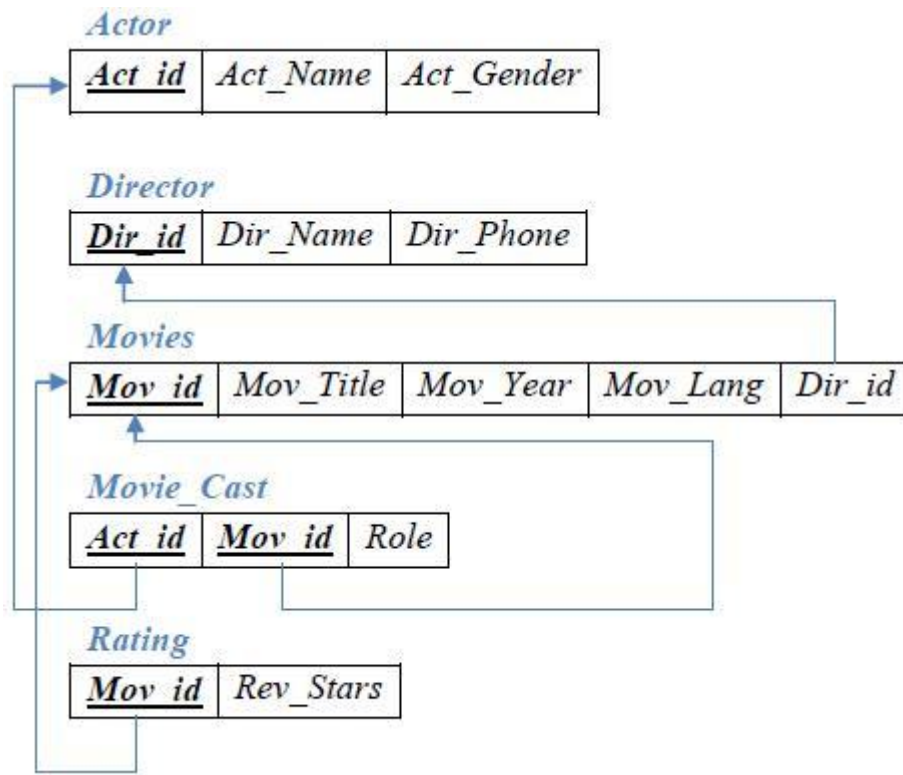 Actor
Act_id Act_Name Act_Gender
Director
Dir_id Dir_Name Dir_Phone
Movies
Mov_id Mov_Title Mov_Year Mov_Lang Dir_id
Movie_Cast
Act_id Mov_id Role
Rating
Mov_id Rev_Stars